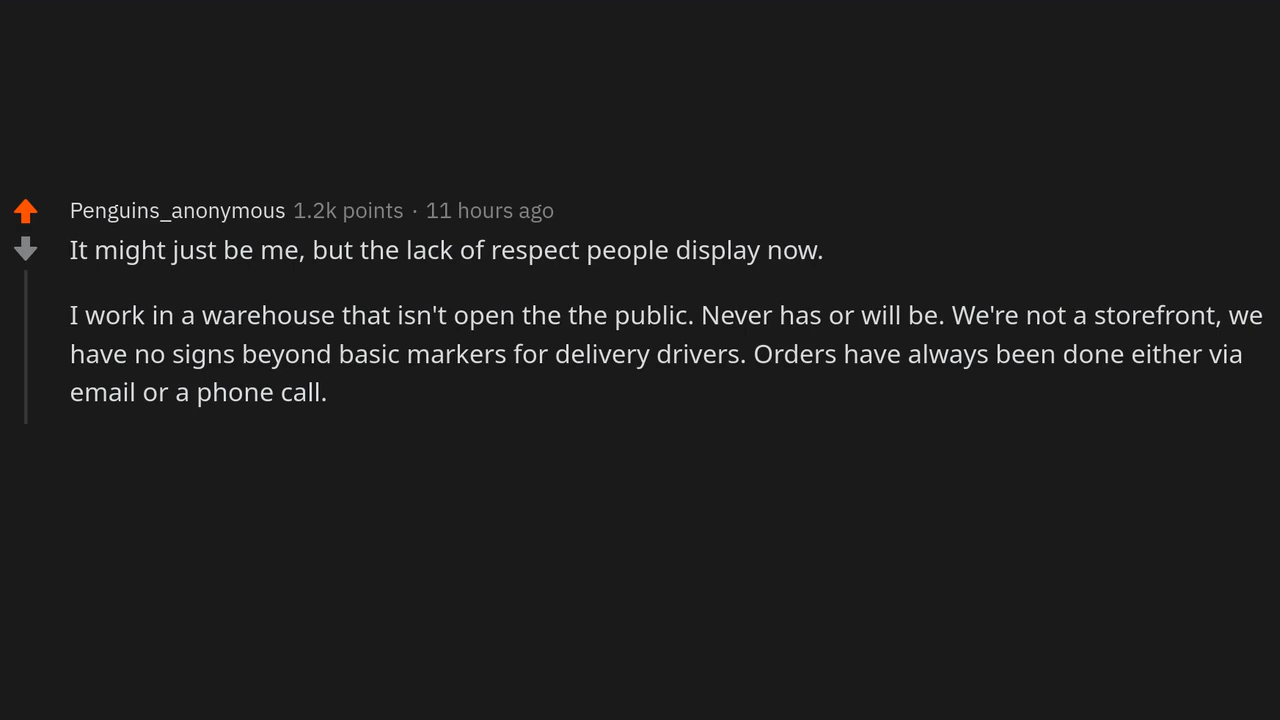 Penguins_anonymous 1.2k points · 11 hours ago
It might just be me, but the lack of respect people display now.
I work in a warehouse that isn't open the the public. Never has or will be. We're not a storefront, we
have no signs beyond basic markers for delivery drivers. Orders have always been done either via
email or a phone call.